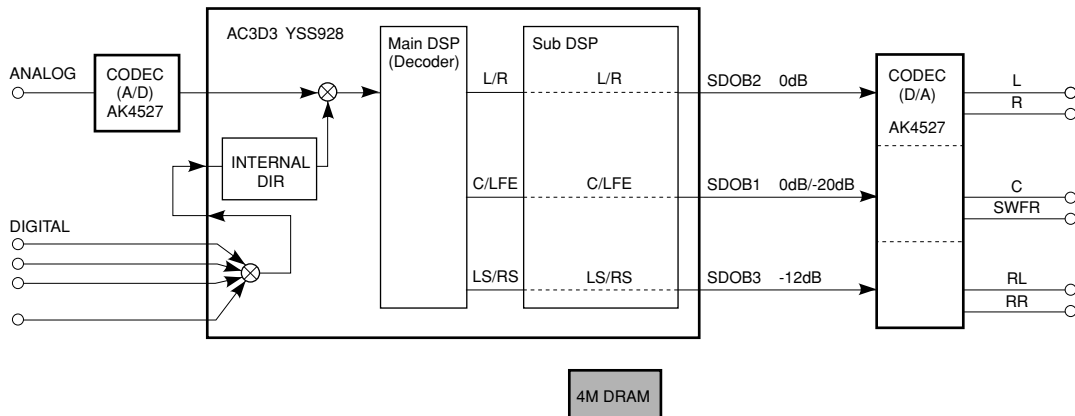 AC3D3 YSS928
Main DSP
(Decoder)
Sub DSP
ANALOG
CODEC
(A/D)
AK4527
L/R
L/R
SDOB2 0dB
CODEC
(D/A)
AK4527
L
R
INTERNAL
DIR
C/LFE
C/LFE
SDOB1 0dB/-20dB
C
SWFR
DIGITAL
LS/RS
LS/RS
SDOB3 -12dB
RL
RR
4M DRAM